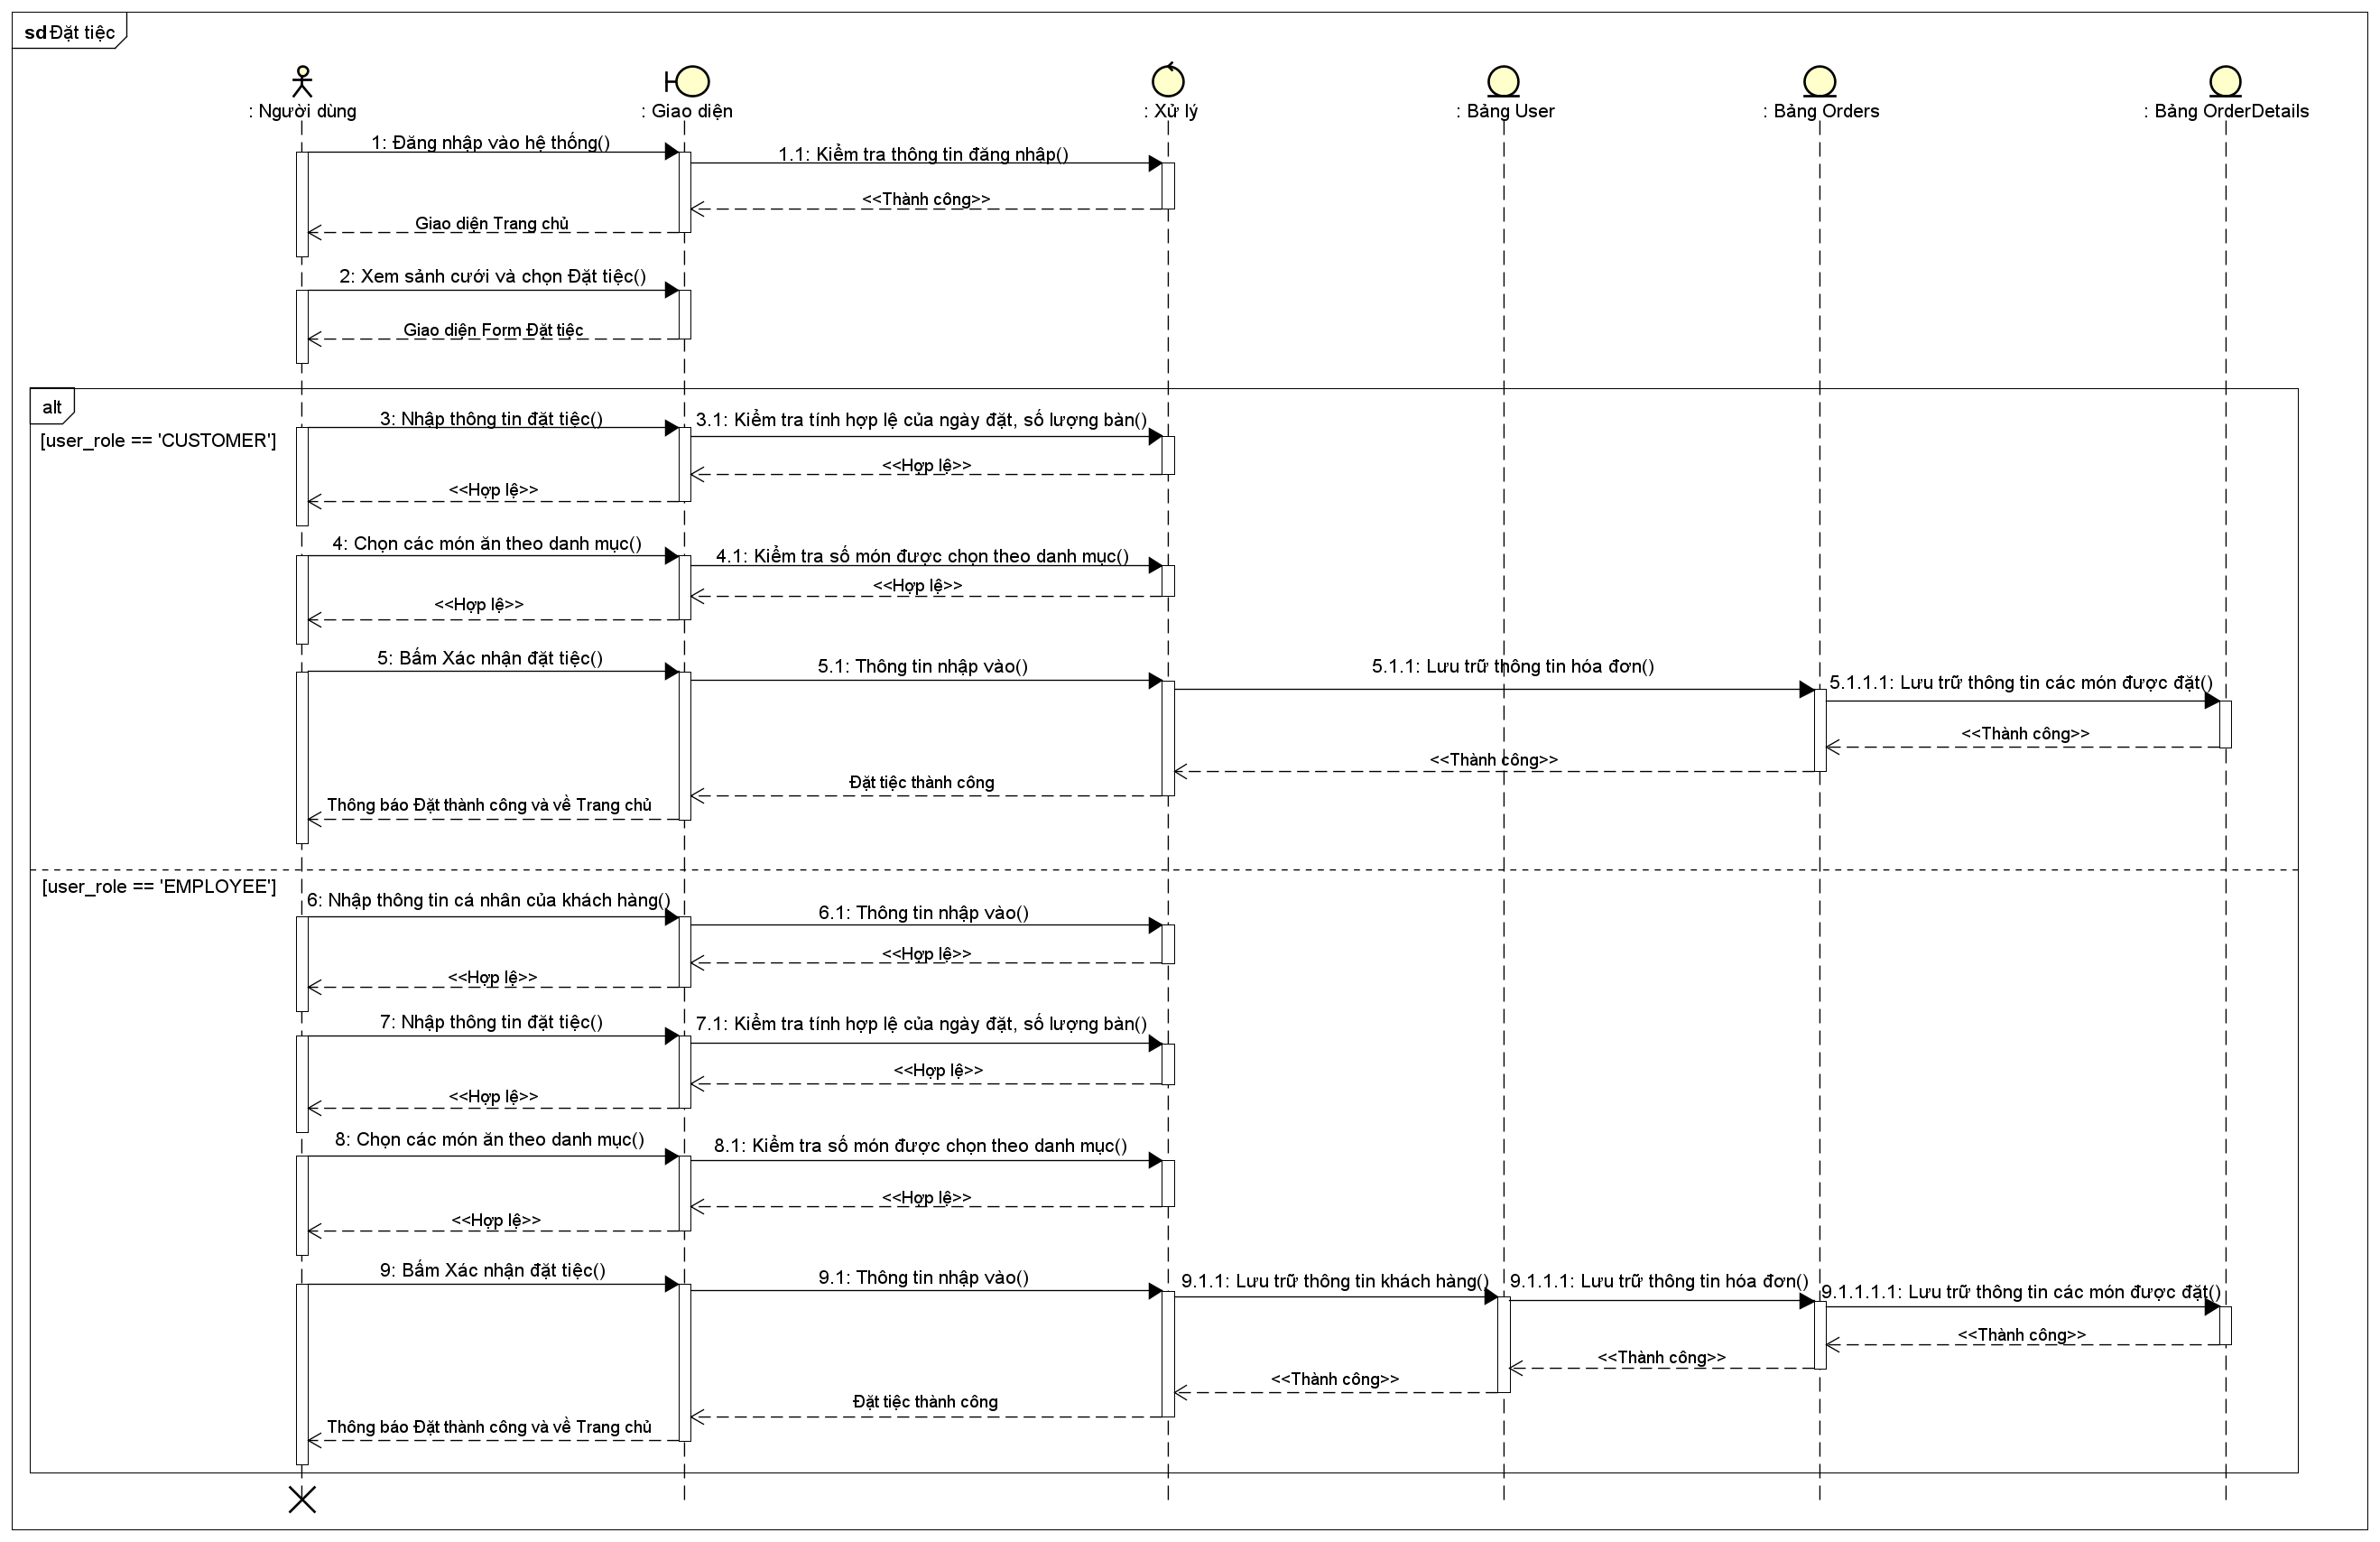 sd Đặt tiệc
: Người dùng
: Giao diện
: Xử lý
: Bảng User
: Bảng Orders
: Bảng OrderDetails
1: Đăng nhập vào hệ thống()
1.1: Kiểm tra thông tin đăng nhập()
<<Thành công>>
Giao diện Trang chủ
2: Xem sảnh cưới và chọn Đặt tiệc()
Giao diện Form Đặt tiệc
alt
[user_role == 'CUSTOMER']
3: Nhập thông tin đặt tiệc()
3.1: Kiểm tra tính hợp lệ của ngày đặt, số lượng bàn()
<<Hợp lệ>>
<<Hợp lệ>>
4: Chọn các món ăn theo danh mục()
4.1: Kiểm tra số món được chọn theo danh mục()
<<Hợp lệ>>
<<Hợp lệ>>
5: Bấm Xác nhận đặt tiệc()
5.1: Thông tin nhập vào()
5.1.1: Lưu trữ thông tin hóa đơn()
5.1.1.1: Lưu trữ thông tin các món được đặt()
<<Thành công>>
<<Thành công>>
Đặt tiệc thành công
Thông báo Đặt thành công và về Trang chủ
[user_role == 'EMPLOYEE']
6: Nhập thông tin cá nhân của khách hàng()
6.1: Thông tin nhập vào()
<<Hợp lệ>>
<<Hợp lệ>>
7: Nhập thông tin đặt tiệc()
7.1: Kiểm tra tính hợp lệ của ngày đặt, số lượng bàn()
<<Hợp lệ>>
<<Hợp lệ>>
8: Chọn các món ăn theo danh mục()
8.1: Kiểm tra số món được chọn theo danh mục()
<<Hợp lệ>>
<<Hợp lệ>>
9: Bấm Xác nhận đặt tiệc()
9.1: Thông tin nhập vào()
9.1.1: Lưu trữ thông tin khách hàng()
9.1.1.1: Lưu trữ thông tin hóa đơn()
9.1.1.1.1: Lưu trữ thông tin các món được đặt()
<<Thành công>>
<<Thành công>>
<<Thành công>>
Đặt tiệc thành công
Thông báo Đặt thành công và về Trang chủ